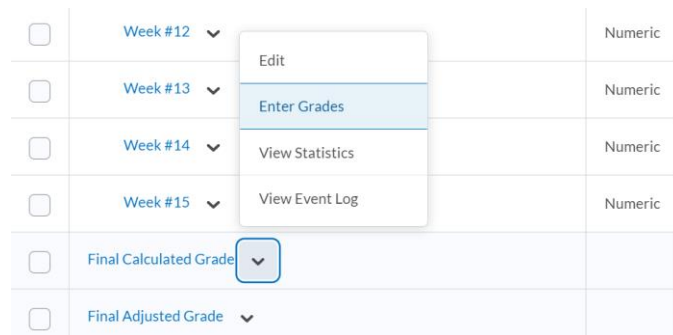 Week #12
Numeric
Edit
Week #13
Numeric
Enter Grades
Week #14
Numeric
View Statistics
Week #15
Numeric
View Event Log
Final Calculated Grade
Final Adjusted Grade